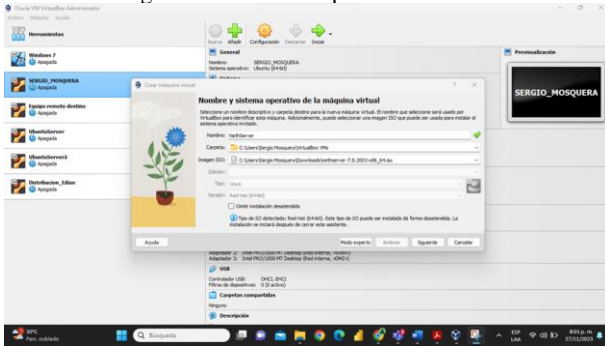 Oracle VM VirtualBox Administrador
Archivo Máquina Ayuda
Herramientas
Nueva Añadir Configuración Descartar Iniciar
Windows 7
Apagada
SERGIO_MOSQUERA
Apagada
Equipo remoto destino
Apagada
UbuntuServer
Apagada
UbuntuServer2
Apagada
Distribucion_Zdian
Apagada
General
Nombre: SERGIO_MOSQUERA
Sistema operativo: Ubuntu (64-bit)
Previsualización
SERGIO_MOSQUERA
Crear máquina virtual
Nombre y sistema operativo de la máquina virtual
Seleccione un nombre descriptivo y carpeta destino para la nueva máquina virtual. El nombre que seleccione será usado por
VirtualBox para identificar esta máquina. Adicionalmente, puede seleccionar una imagen ISO que puede ser usada para instalar el
sistema operativo invitado.
Nombre: NethServer
Carpeta: C:\Users\Sergio Mosquera\VirtualBox VMs
Imagen ISO: C:\Users\Sergio Mosquera\Downloads\nethserver-7.9.2009-x86_64.iso
Edición:
Tipo: Linux
Versión: Red Hat (64-bit)
Omitir instalación desatendida
Tipo de SO detectado: Red Hat (64-bit). Este tipo de SO puede ser instalado de forma desatendida. La
instalación se iniciará después de cerrar este asistente.
Ayuda
Modo experto Anterior Siguiente Cancelar
USB
Controlador USB: OHCI, EHCI
Filtros de dispositivos: 0 (0 activo)
Carpetas compartidas
Ninguno
Descripción
30°C
Parc. nublado
Búsqueda
ESP
LAA
8:05 p. m.
27/11/2023